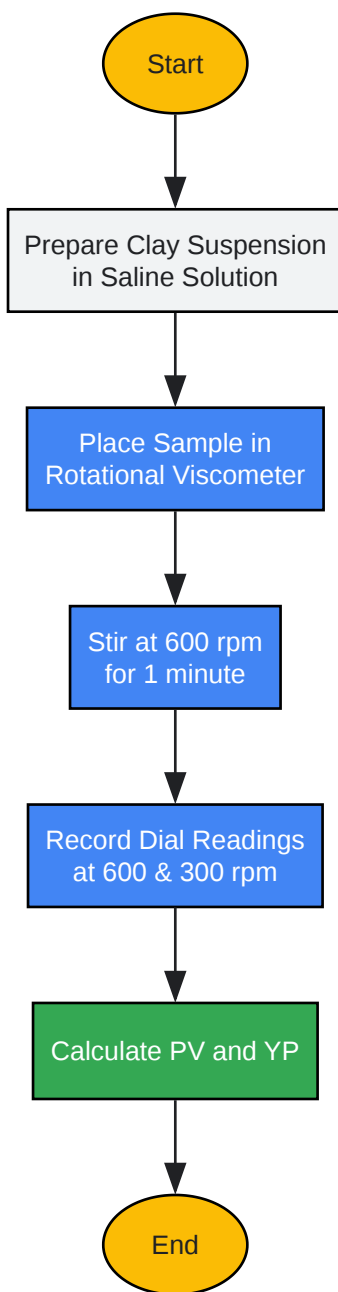 Start
Prepare Clay Suspension
in Saline Solution
Place Sample in
Rotational Viscometer
Stir at 600 rpm
for 1 minute
Record Dial Readings
at 600 & 300 rpm
Calculate PV and YP
End